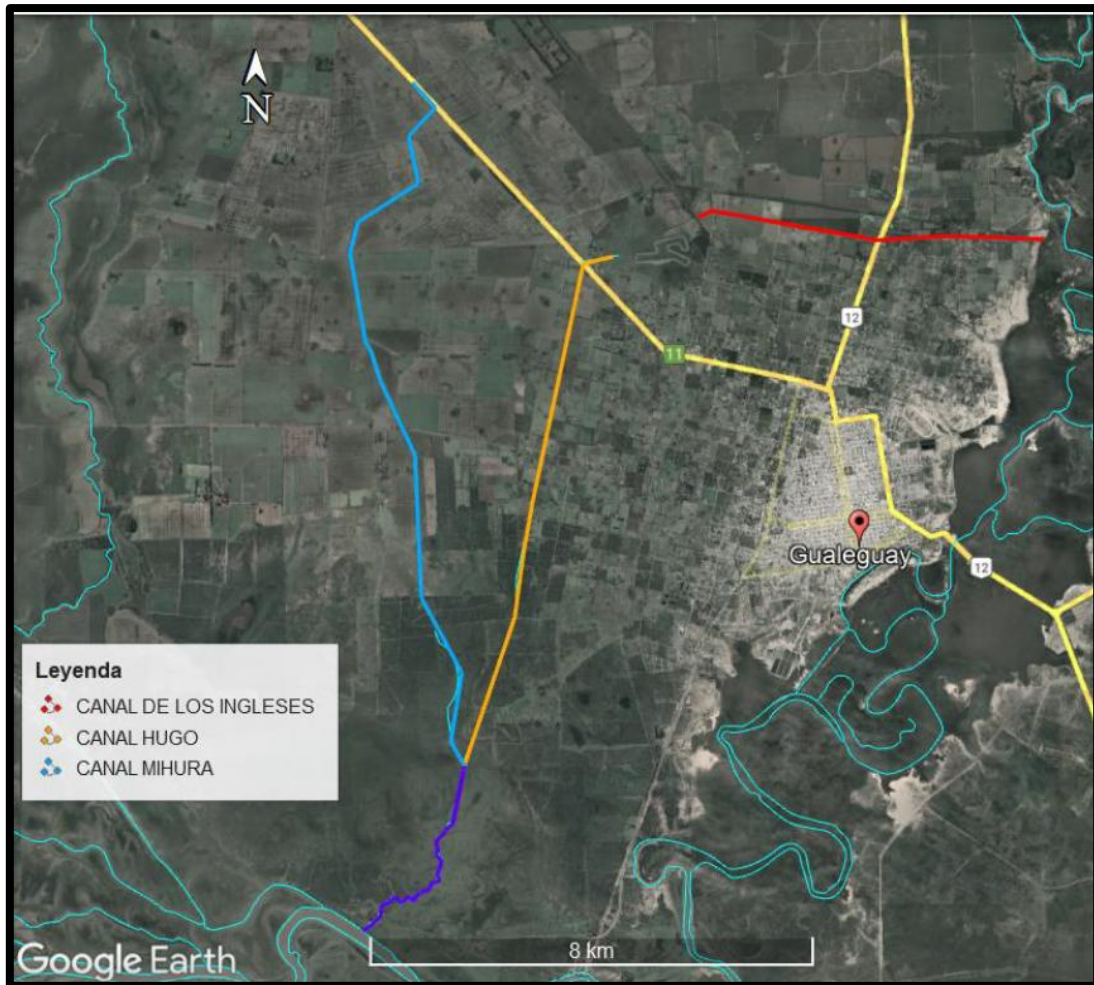 N
11
12
Gualeguay
12
Leyenda
CANAL DE LOS INGLESES
CANAL HUGO
CANAL MIHURA
8 km
Google Earth